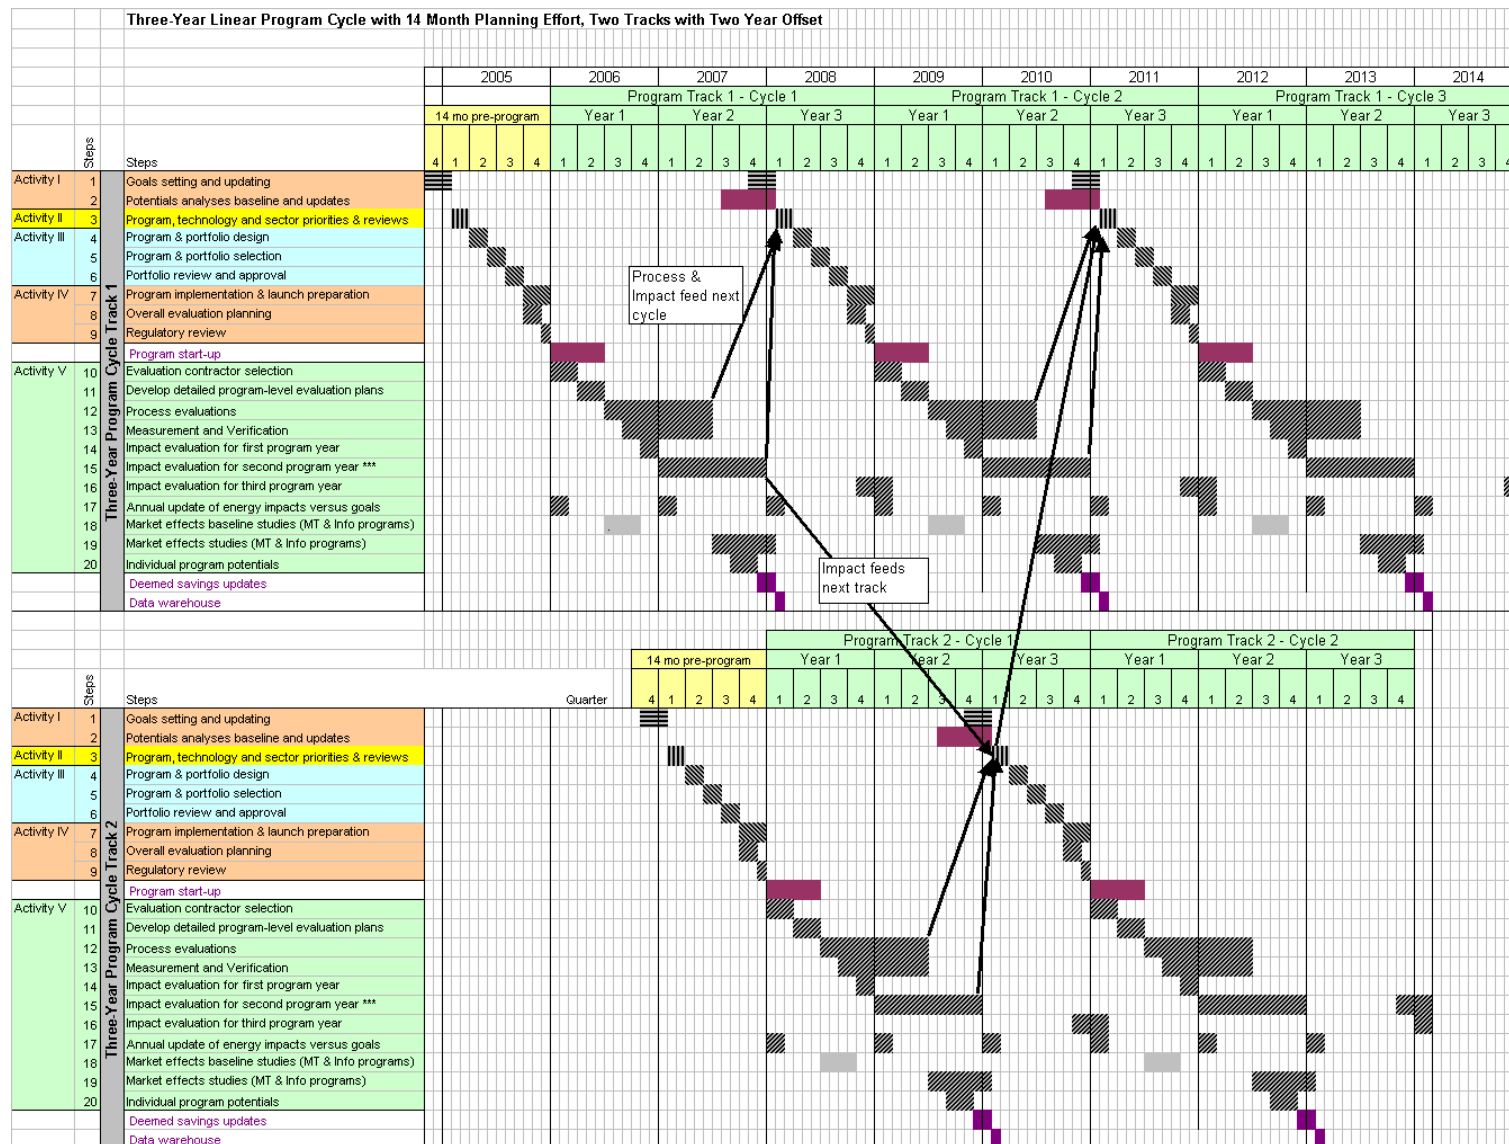 Three-Year Linear Program Cycle with 14 Month Planning Effort, Two Tracks with Two Year Offset
2005 2006 2007 2008 2009 2010 2011 2012 2013 2014
Program Track 1 - Cycle 1 Program Track 1 - Cycle 2 Program Track 1 - Cycle 3
14 mo pre-program Year 1 Year 2 Year 3 Year 1 Year 2 Year 3 Year 1 Year 2 Year 3
Steps Steps 4 1 2 3 4 1 2 3 4 1 2 3 4 1 2 3 4 1 2 3 4 1 2 3 4 1 2 3 4 1 2 3 4 1 2 3 4 1 2 3 4
Three-Year Program Cycle Track 1
Activity I 1 Goals setting and updating
2 Potentials analyses baseline and updates
Activity II 3 Program, technology and sector priorities & reviews
Activity III 4 Program & portfolio design
5 Program & portfolio selection
6 Portfolio review and approval
Process &
Impact feed next
cycle
Activity IV 7 Program implementation & launch preparation
8 Overall evaluation planning
9 Regulatory review
Program start-up
Activity V 10 Evaluation contractor selection
11 Develop detailed program-level evaluation plans
12 Process evaluations
13 Measurement and Verification
14 Impact evaluation for first program year
15 Impact evaluation for second program year ***
16 Impact evaluation for third program year
17 Annual update of energy impacts versus goals
18 Market effects baseline studies (MT & Info programs)
19 Market effects studies (MT & Info programs)
20 Individual program potentials
Impact feeds
next track
Deemed savings updates
Data warehouse
Program Track 2 - Cycle 1 Program Track 2 - Cycle 2
14 mo pre-program Year 1 Year 2 Year 3 Year 1 Year 2 Year 3
Steps Steps Quarter 4 1 2 3 4 1 2 3 4 1 2 3 4 1 2 3 4 1 2 3 4 1 2 3 4 1 2 3 4
Three-Year Program Cycle Track 2
Activity I 1 Goals setting and updating
2 Potentials analyses baseline and updates
Activity II 3 Program, technology and sector priorities & reviews
Activity III 4 Program & portfolio design
5 Program & portfolio selection
6 Portfolio review and approval
Activity IV 7 Program implementation & launch preparation
8 Overall evaluation planning
9 Regulatory review
Program start-up
Activity V 10 Evaluation contractor selection
11 Develop detailed program-level evaluation plans
12 Process evaluations
13 Measurement and Verification
14 Impact evaluation for first program year
15 Impact evaluation for second program year ***
16 Impact evaluation for third program year
17 Annual update of energy impacts versus goals
18 Market effects baseline studies (MT & Info programs)
19 Market effects studies (MT & Info programs)
20 Individual program potentials
Deemed savings updates
Data warehouse